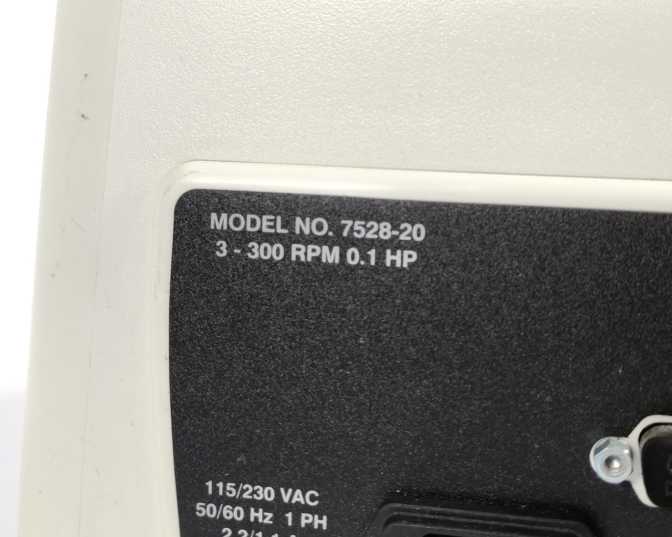 MODEL NO. 7528-20
3 - 300 RPM 0.1 HP
115/230 VAC
50/60 Hz 1 PH